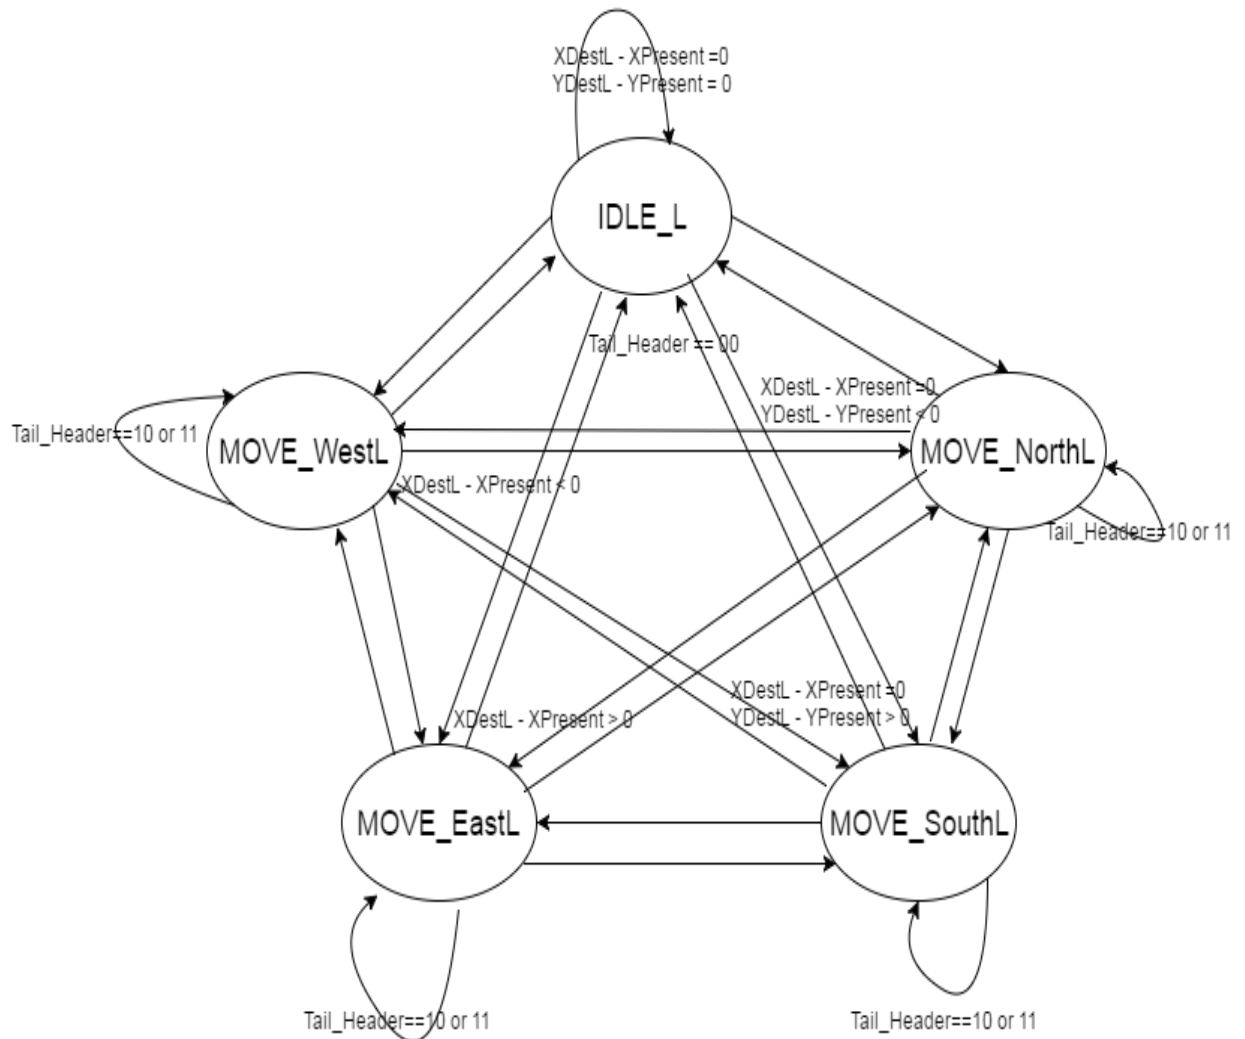 XDestL - XPresent =0
YDestL - YPresent = 0
IDLE_L
Tail_Header == 00
XDestL - XPresent =0
YDestL - YPresent < 0
Tail_Header==10 or 11
MOVE_WestL
MOVE_NorthL
XDestL - XPresent < 0
Tail_Header==10 or 11
XDestL - XPresent =0
YDestL - YPresent > 0
XDestL - XPresent > 0
MOVE_EastL
MOVE_SouthL
Tail_Header==10 or 11
Tail_Header==10 or 11